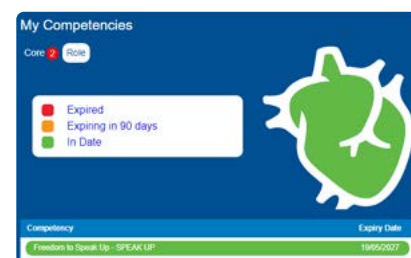 My Competencies
Core 2 Role
Expired
Expiring in 90 days
In Date
Competency Expiry Date
Freedom to Speak Up - SPEAK UP 19/05/2027